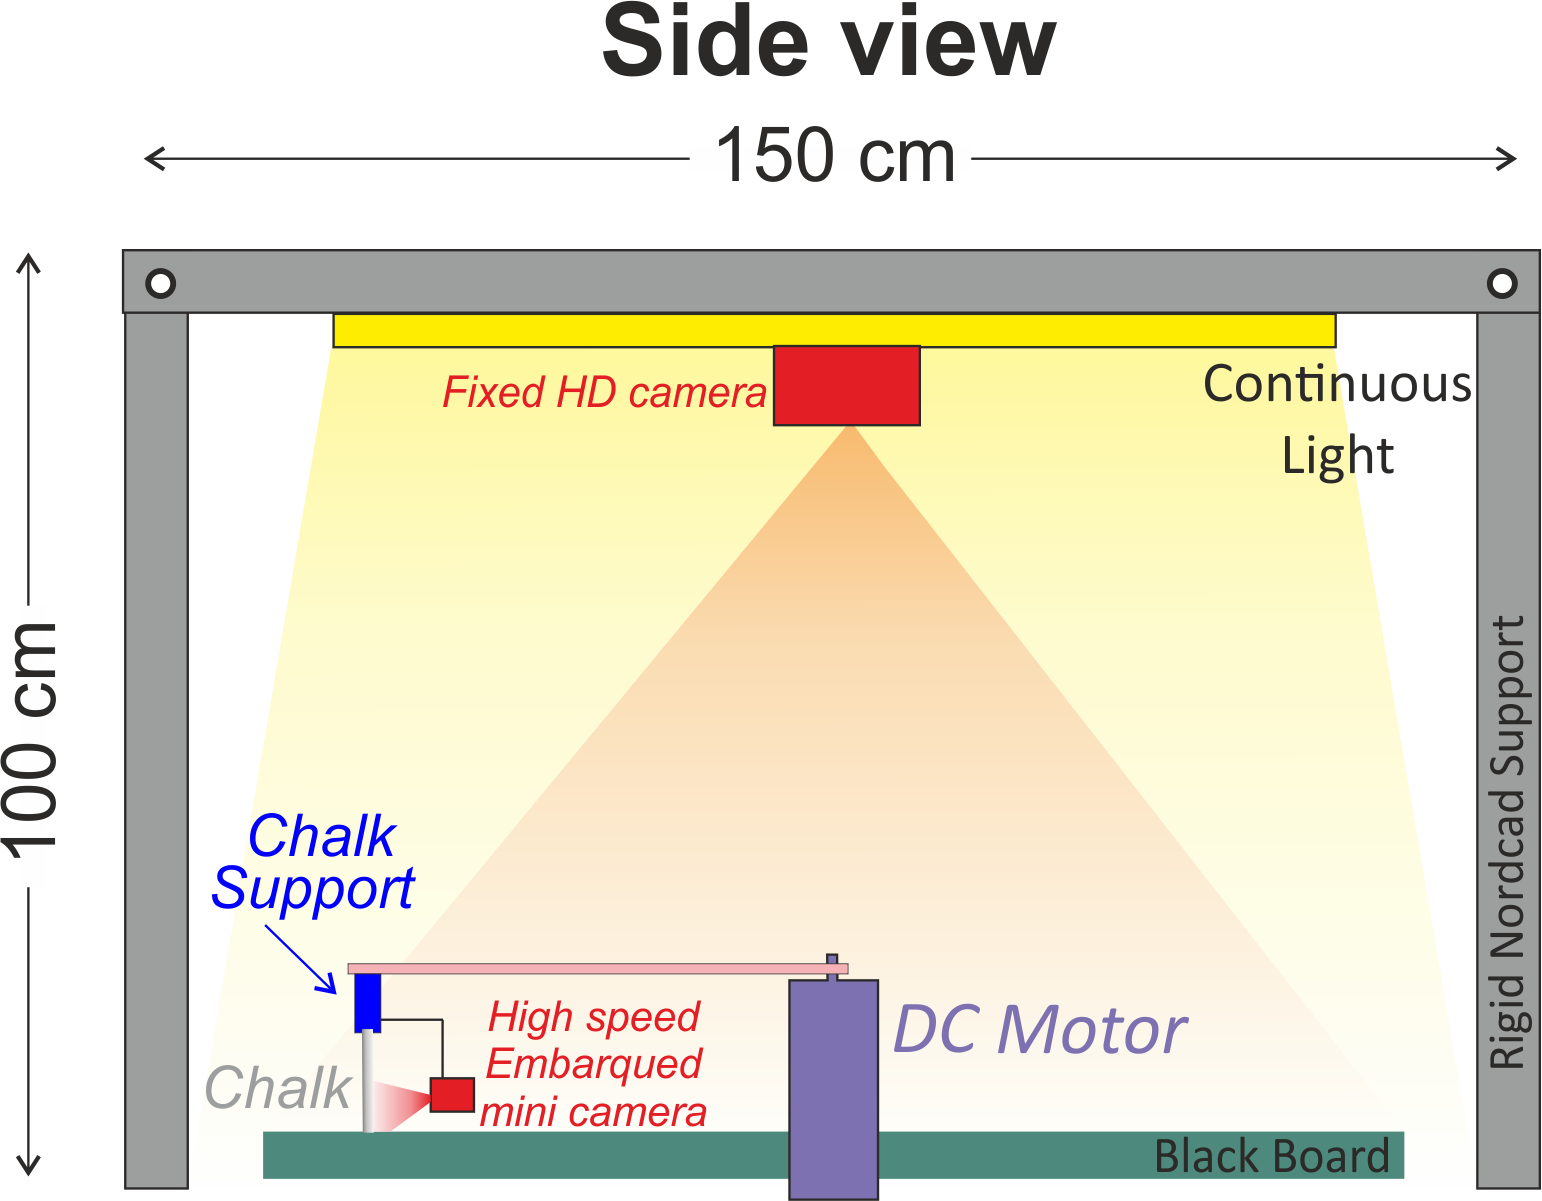 Side view
150 cm
100 cm
Fixed HD camera
Continuous
Light
Rigid Nordcad Support
Chalk
Support
High speed
Embarqued
mini camera
DC Motor
Chalk
Black Board